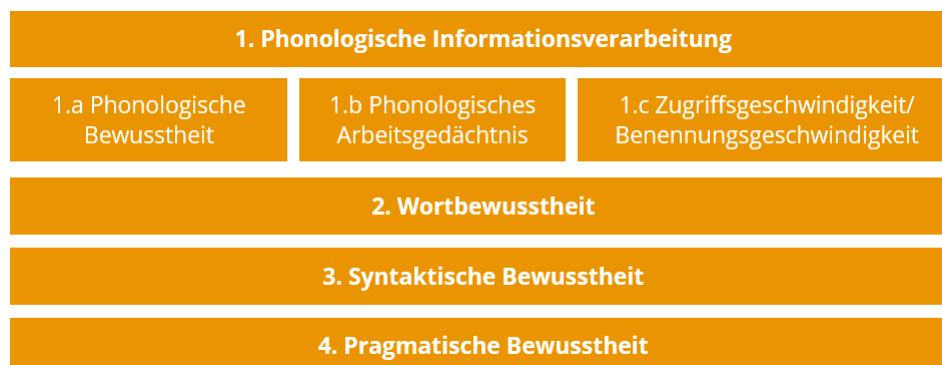 1. Phonologische Informationsverarbeitung
1.a Phonologische
Bewusstheit
1.b Phonologisches
Arbeitsgedächtnis
1.c Zugriffsgeschwindigkeit/
Benennungsgeschwindigkeit
2. Wortbewusstheit
3. Syntaktische Bewusstheit
4. Pragmatische Bewusstheit